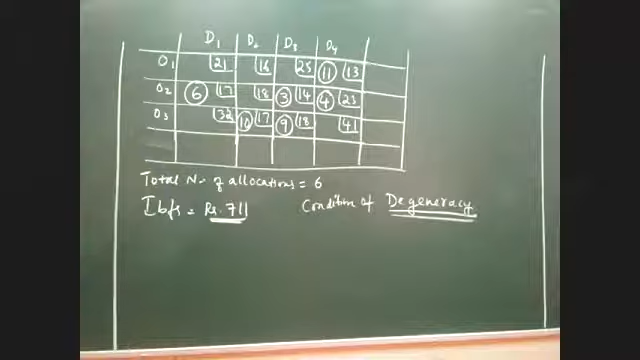 D1 D2 D3 D4
O1 21 16 25 11 13
O2 6 17 18 3 14 4 23
O3 32 10 17 9 18 41
Total No. of allocations = 6
Ibfs = Rs. 711 Condition of Degeneracy